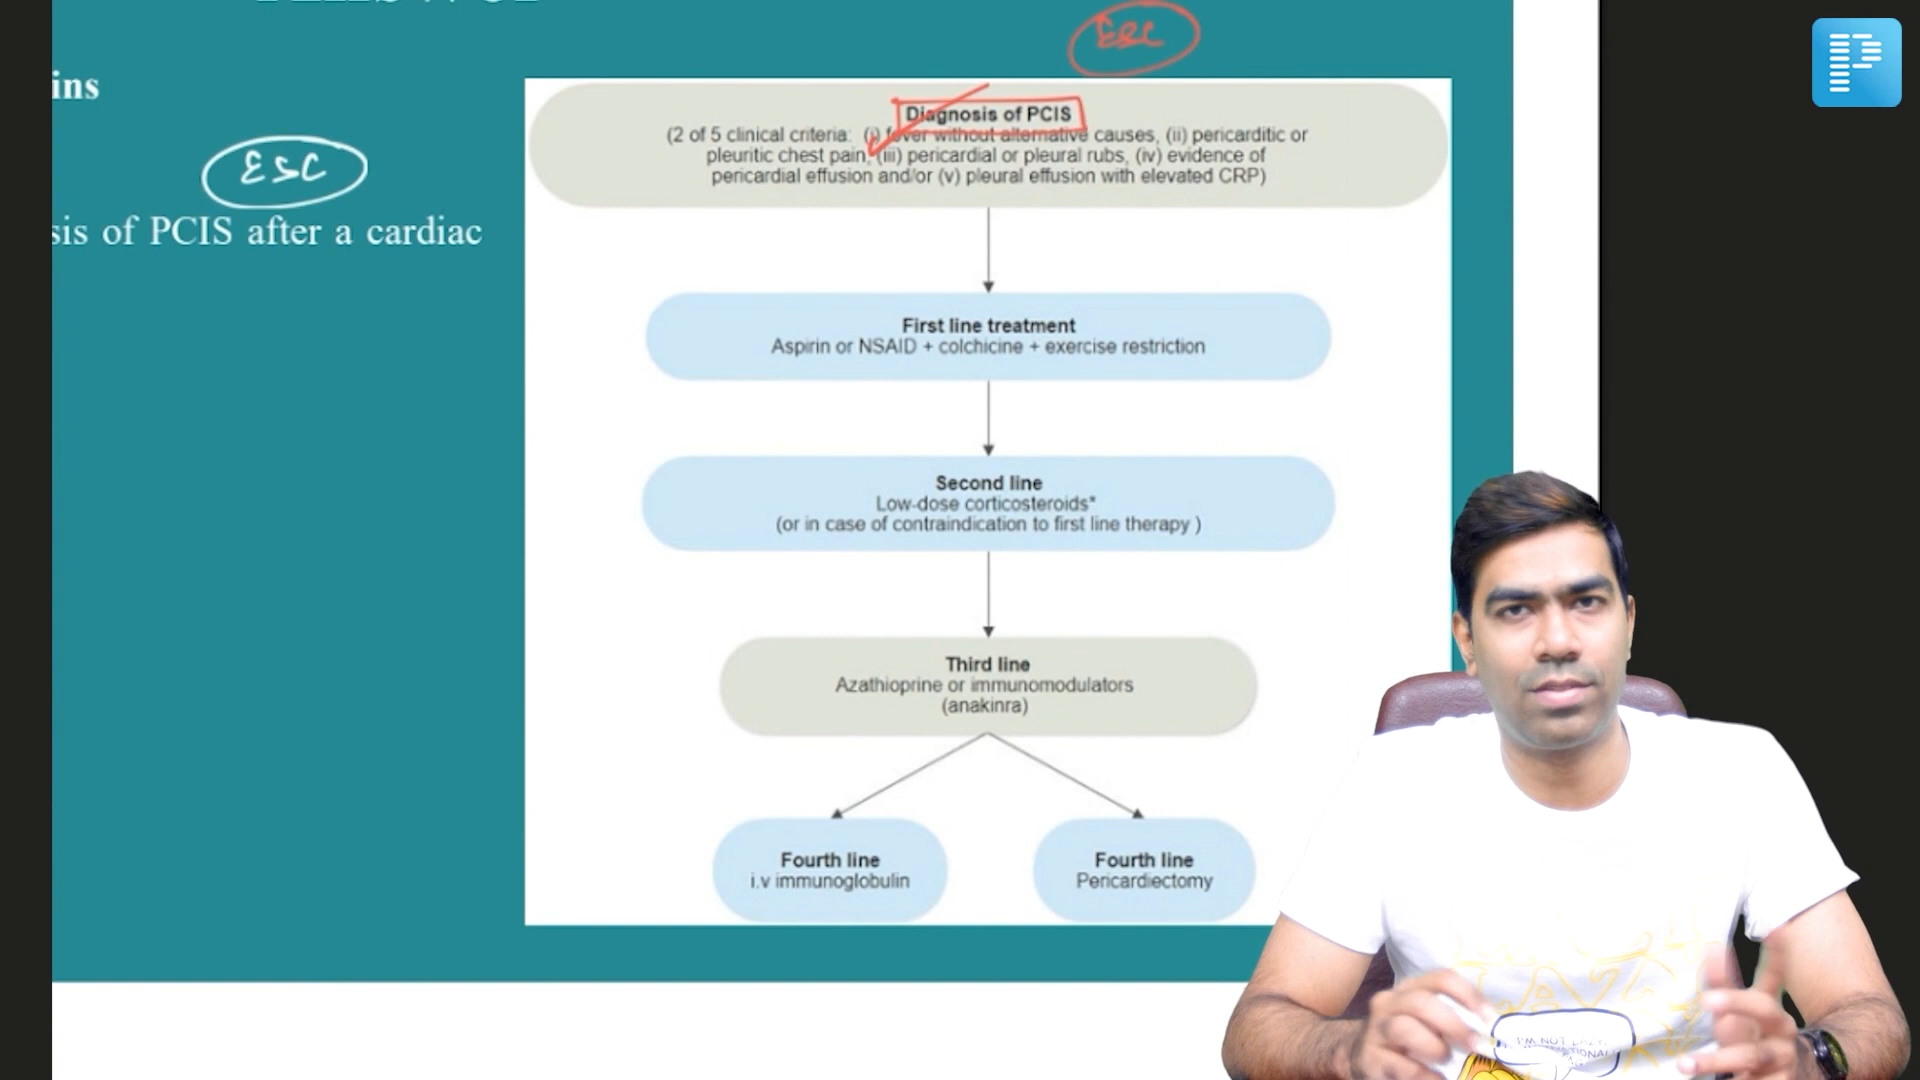 ESC
ins
Diagnosis of PCIS
(2 of 5 clinical criteria: (i) fever without alternative causes, (ii) pericarditic or
pleuritic chest pain, (iii) pericardial or pleural rubs, (iv) evidence of
pericardial effusion and/or (v) pleural effusion with elevated CRP)
ESC
sis of PCIS after a cardiac
First line treatment
Aspirin or NSAID + colchicine + exercise restriction
Second line
Low-dose corticosteroids*
(or in case of contraindication to first line therapy )
Third line
Azathioprine or immunomodulators
(anakinra)
Fourth line
i.v immunoglobulin
Fourth line
Pericardiectomy
I'M NOT LAZY